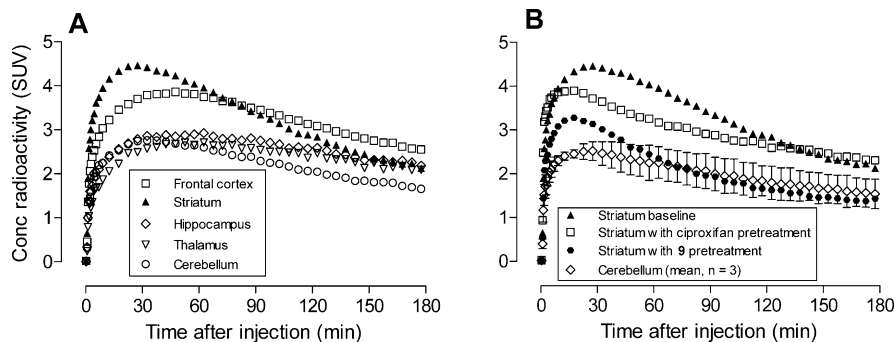 A
Conc radioactivity (SUV)
5
4
3
2
1
0
Frontal cortex
Striatum
Hippocampus
Thalamus
Cerebellum
0 30 60 90 120 150 180
Time after injection (min)
B
5
4
3
2
1
0
Striatum baseline
Striatum with ciproxifan pretreatment
Striatum with 9 pretreatment
Cerebellum (mean, n = 3)
0 30 60 90 120 150 180
Time after injection (min)